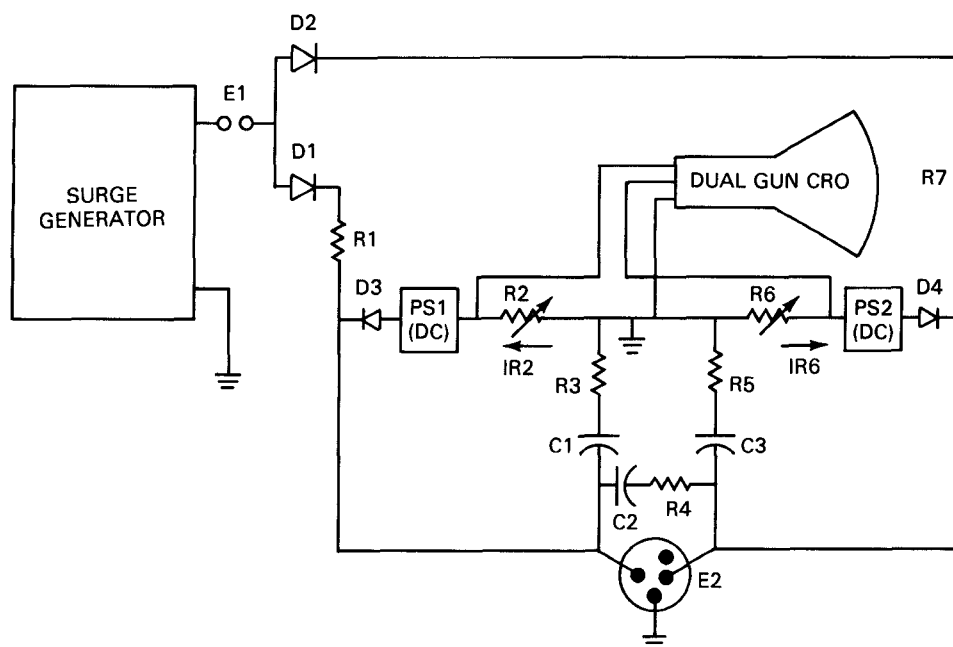 D2
E1
D1
SURGE
GENERATOR
DUAL GUN CRO
R7
R1
D3
PS1
(DC)
R2
IR2
R6
IR6
PS2
(DC)
D4
R3
R5
C1
C3
C2
R4
E2